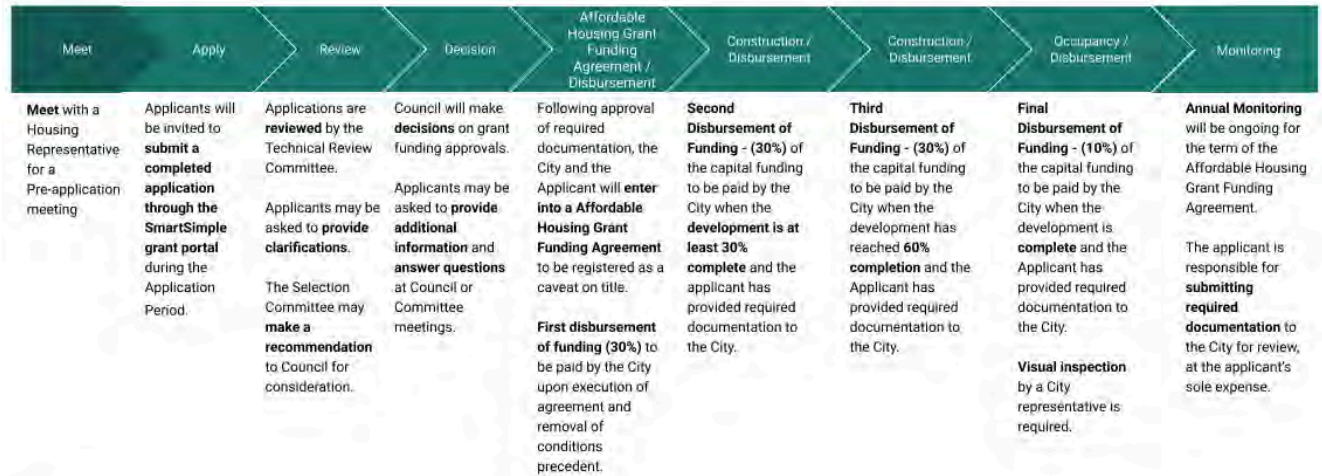 Meet
Apply
Review
Decision
Affordable
Housing Grant
Funding
Agreement /
Disbursement
Construction /
Disbursement
Construction /
Disbursement
Occupancy /
Disbursement
Monitoring
Meet with a
Housing
Representative
for a
Pre-application
meeting
Applicants will
be invited to
submit a
completed
application
through the
SmartSimple
grant portal
during the
Application
Period.
Applications are
reviewed by the
Technical Review
Committee.
Applicants may be
asked to provide
clarifications.
The Selection
Committee may
make a
recommendation
to Council for
consideration.
Council will make
decisions on grant
funding approvals.
Applicants may be
asked to provide
additional
information and
answer questions
at Council or
Committee
meetings.
Following approval
of required
documentation, the
City and the
Applicant will enter
into a Affordable
Housing Grant
Funding Agreement
to be registered as a
caveat on title.
First disbursement
of funding (30%) to
be paid by the City
upon execution of
agreement and
removal of
conditions
precedent.
Second
Disbursement of
Funding - (30%) of
the capital funding
to be paid by the
City when the
development is at
least 30%
complete and the
applicant has
provided required
documentation to
the City.
Third
Disbursement of
Funding - (30%) of
the capital funding
to be paid by the
City when the
development has
reached 60%
completion and the
Applicant has
provided required
documentation to
the City.
Final
Disbursement of
Funding - (10%) of
the capital funding
to be paid by the
City when the
development is
complete and the
Applicant has
provided required
documentation to
the City.
Visual inspection
by a City
representative is
required.
Annual Monitoring
will be ongoing for
the term of the
Affordable Housing
Grant Funding
Agreement.
The applicant is
responsible for
submitting
required
documentation to
the City for review,
at the applicant's
sole expense.